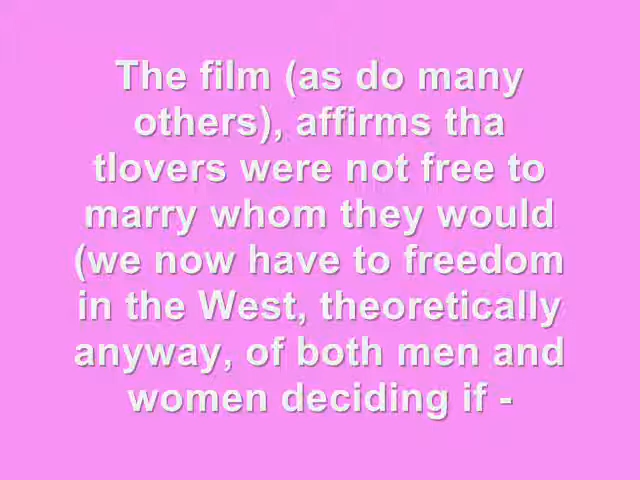 The film (as do many
others), affirms tha
tlovers were not free to
marry whom they would
(we now have to freedom
in the West, theoretically
anyway, of both men and
women deciding if -